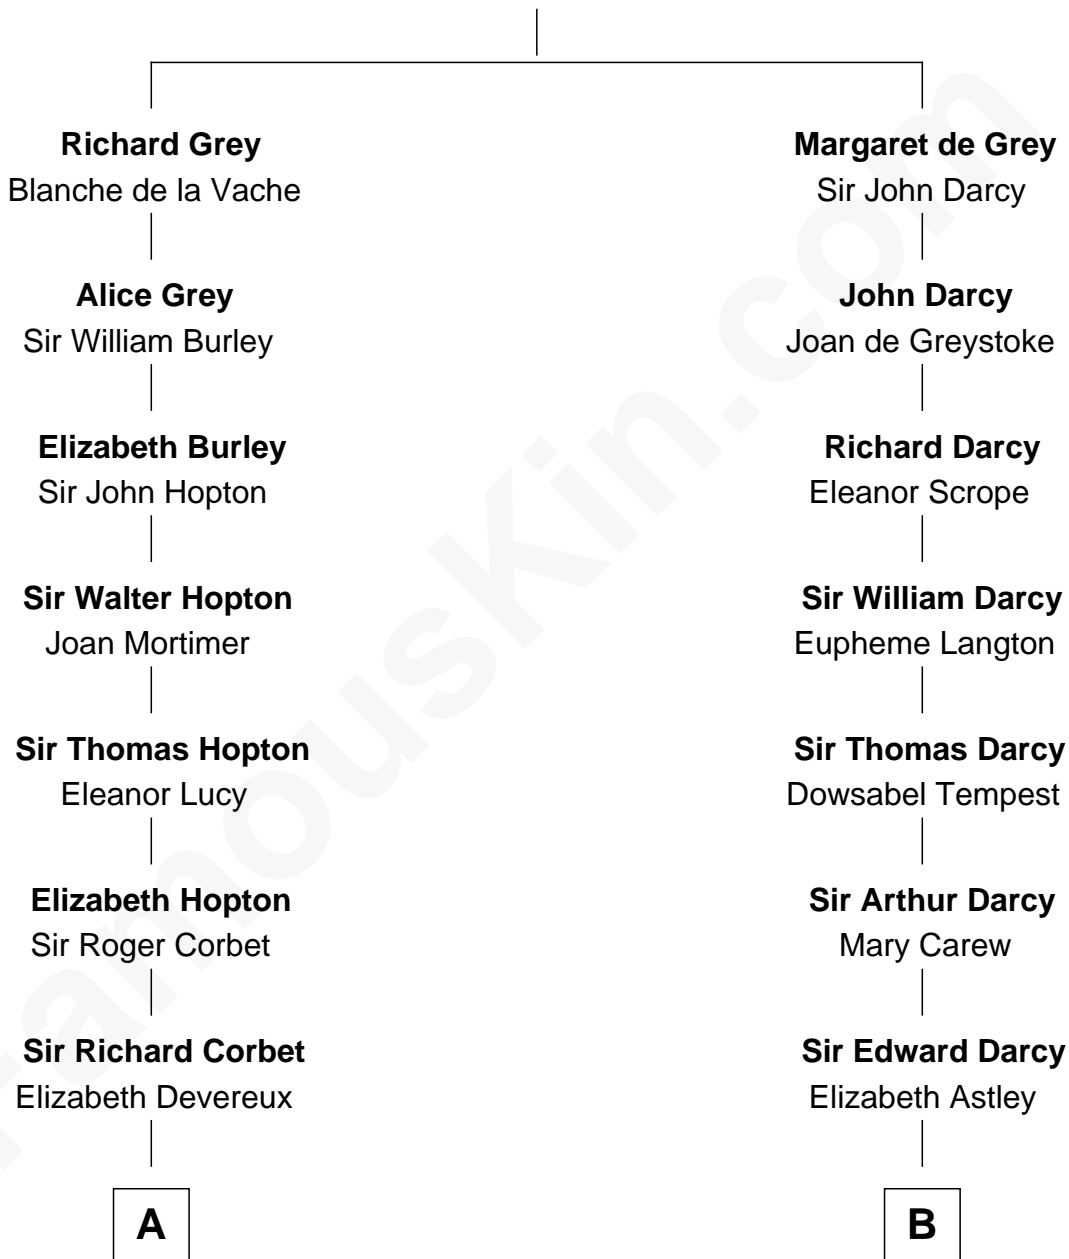 Richard Grey
Blanche de la Vache
Margaret de Grey
Sir John Darcy
Alice Grey
Sir William Burley
John Darcy
Joan de Greystoke
Elizabeth Burley
Sir John Hopton
Richard Darcy
Eleanor Scrope
Sir Walter Hopton
Joan Mortimer
Sir William Darcy
Eupheme Langton
Sir Thomas Hopton
Eleanor Lucy
Sir Thomas Darcy
Dowsabel Tempest
Elizabeth Hopton
Sir Roger Corbet
Sir Arthur Darcy
Mary Carew
Sir Richard Corbet
Elizabeth Devereux
Sir Edward Darcy
Elizabeth Astley
A
B
FamousKin.com